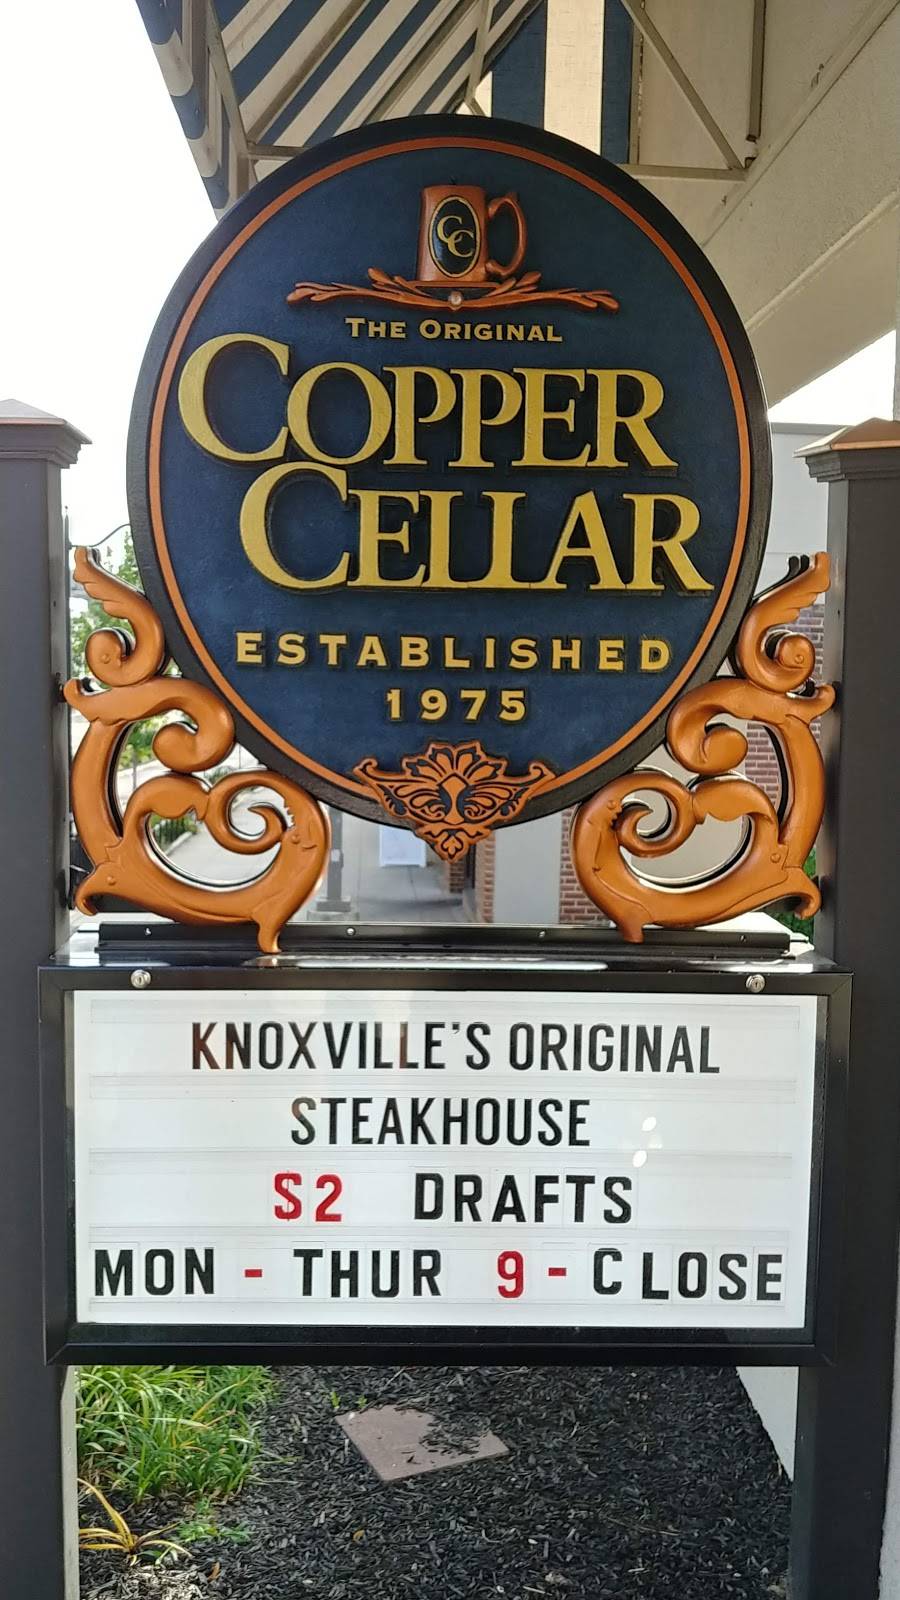 CC
THE ORIGINAL
COPPER
CELLAR
ESTABLISHED
1975
KNOXVILLE'S ORIGINAL
STEAKHOUSE
$2 DRAFTS
MON - THUR 9 - CLOSE